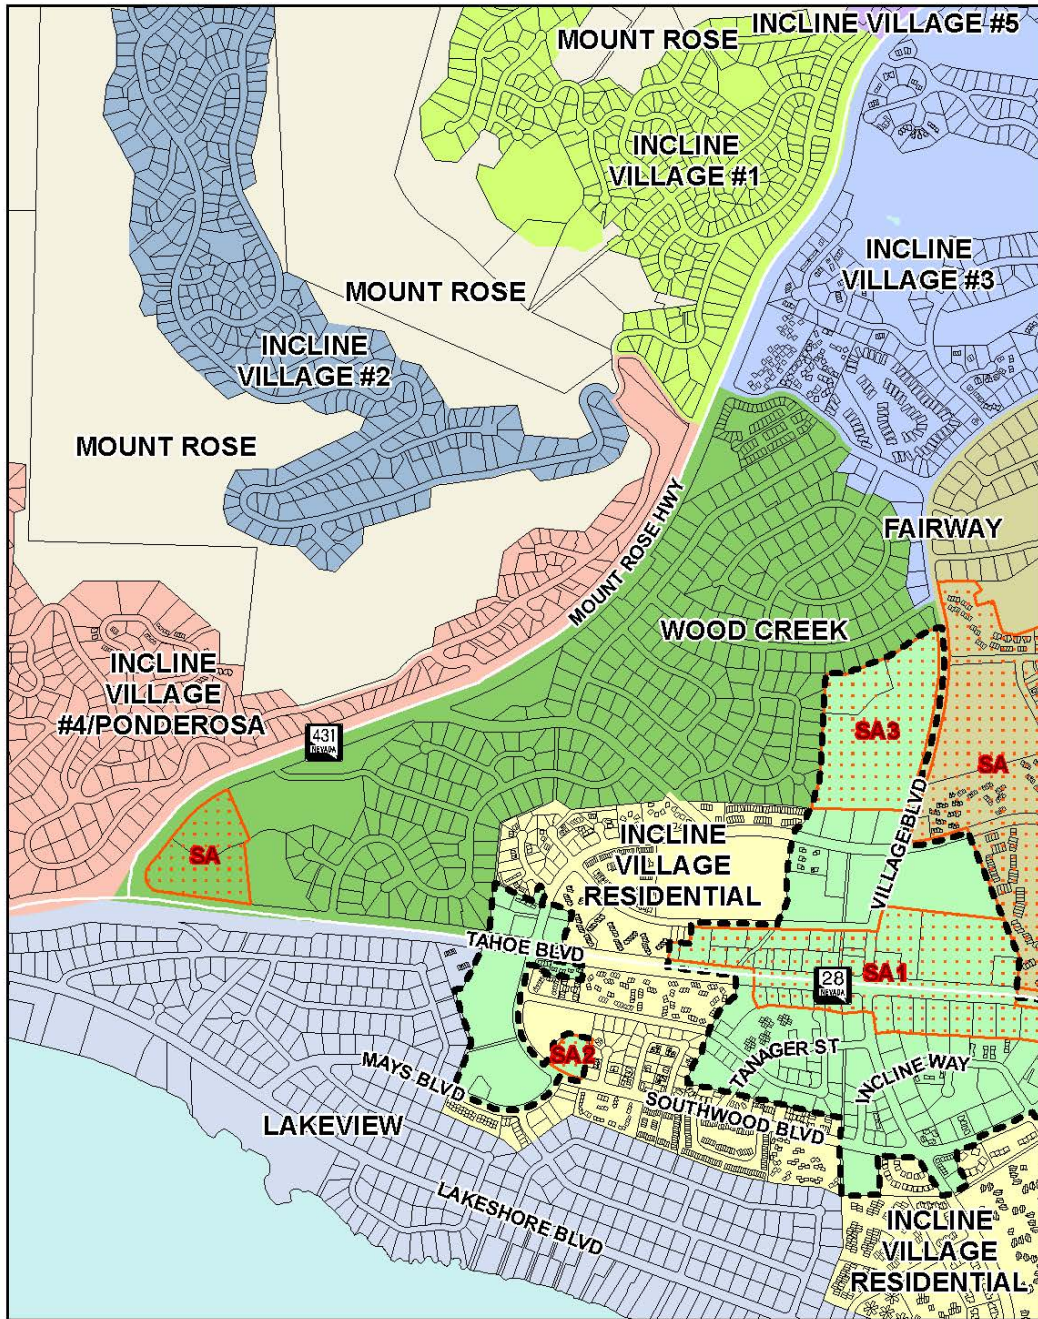 INCLINE VILLAGE #5
MOUNT ROSE
INCLINE
VILLAGE #1
INCLINE
VILLAGE #3
MOUNT ROSE
INCLINE
VILLAGE #2
MOUNT ROSE
MOUNT ROSE HWY
FAIRWAY
WOOD CREEK
INCLINE
VILLAGE
#4/PONDEROSA
431
NEVADA
SA3
SA
VILLAGE BLVD
SA
INCLINE
VILLAGE
RESIDENTIAL
TAHOE BLVD
SA1
28
NEVADA
SA2
TANAGER ST
INCLINE WAY
MAYS BLVD
SOUTHWOOD BLVD
LAKEVIEW
LAKESHORE BLVD
INCLINE
VILLAGE
RESIDENTIAL